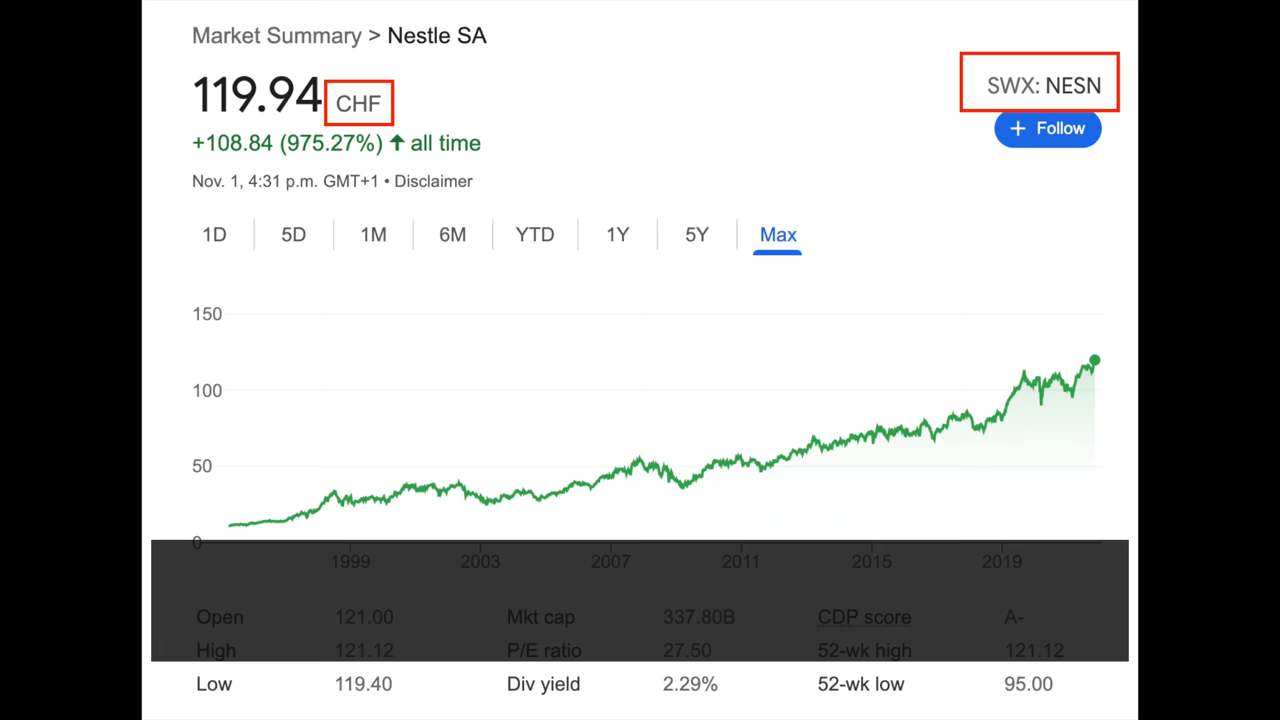 Market Summary > Nestle SA
119.94 CHF
SWX: NESN
+108.84 (975.27%) ↑ all time
+ Follow
Nov. 1, 4:31 p.m. GMT+1 • Disclaimer
1D 5D 1M 6M YTD 1Y 5Y Max
150
100
50
0
1999 2003 2007 2011 2015 2019
Open 121.00 Mkt cap 337.80B CDP score A-
High 121.12 P/E ratio 27.50 52-wk high 121.12
Low 119.40 Div yield 2.29% 52-wk low 95.00